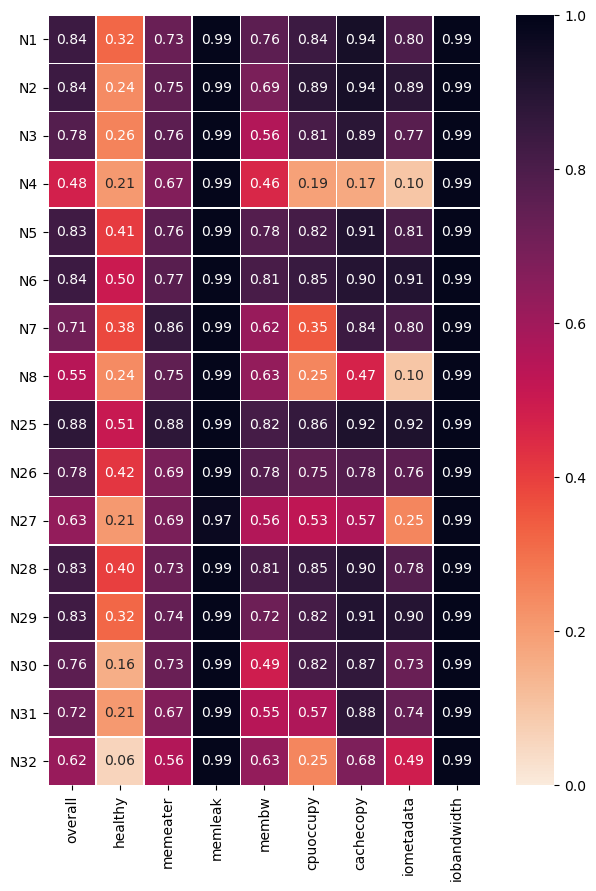 N1 0.84 0.32 0.73 0.99 0.76 0.84 0.94 0.80 0.99
N2 0.84 0.24 0.75 0.99 0.69 0.89 0.94 0.89 0.99
N3 0.78 0.26 0.76 0.99 0.56 0.81 0.89 0.77 0.99
N4 0.48 0.21 0.67 0.99 0.46 0.19 0.17 0.10 0.99
N5 0.83 0.41 0.76 0.99 0.78 0.82 0.91 0.81 0.99
N6 0.84 0.50 0.77 0.99 0.81 0.85 0.90 0.91 0.99
N7 0.71 0.38 0.86 0.99 0.62 0.35 0.84 0.80 0.99
N8 0.55 0.24 0.75 0.99 0.63 0.25 0.47 0.10 0.99
N25 0.88 0.51 0.88 0.99 0.82 0.86 0.92 0.92 0.99
N26 0.78 0.42 0.69 0.99 0.78 0.75 0.78 0.76 0.99
N27 0.63 0.21 0.69 0.97 0.56 0.53 0.57 0.25 0.99
N28 0.83 0.40 0.73 0.99 0.81 0.85 0.90 0.78 0.99
N29 0.83 0.32 0.74 0.99 0.72 0.82 0.91 0.90 0.99
N30 0.76 0.16 0.73 0.99 0.49 0.82 0.87 0.73 0.99
N31 0.72 0.21 0.67 0.99 0.55 0.57 0.88 0.74 0.99
N32 0.62 0.06 0.56 0.99 0.63 0.25 0.68 0.49 0.99
overall
healthy
memeater
memleak
membw
cpuoccupy
cachecopy
iometadata
iobandwidth
1.0
0.8
0.6
0.4
0.2
0.0